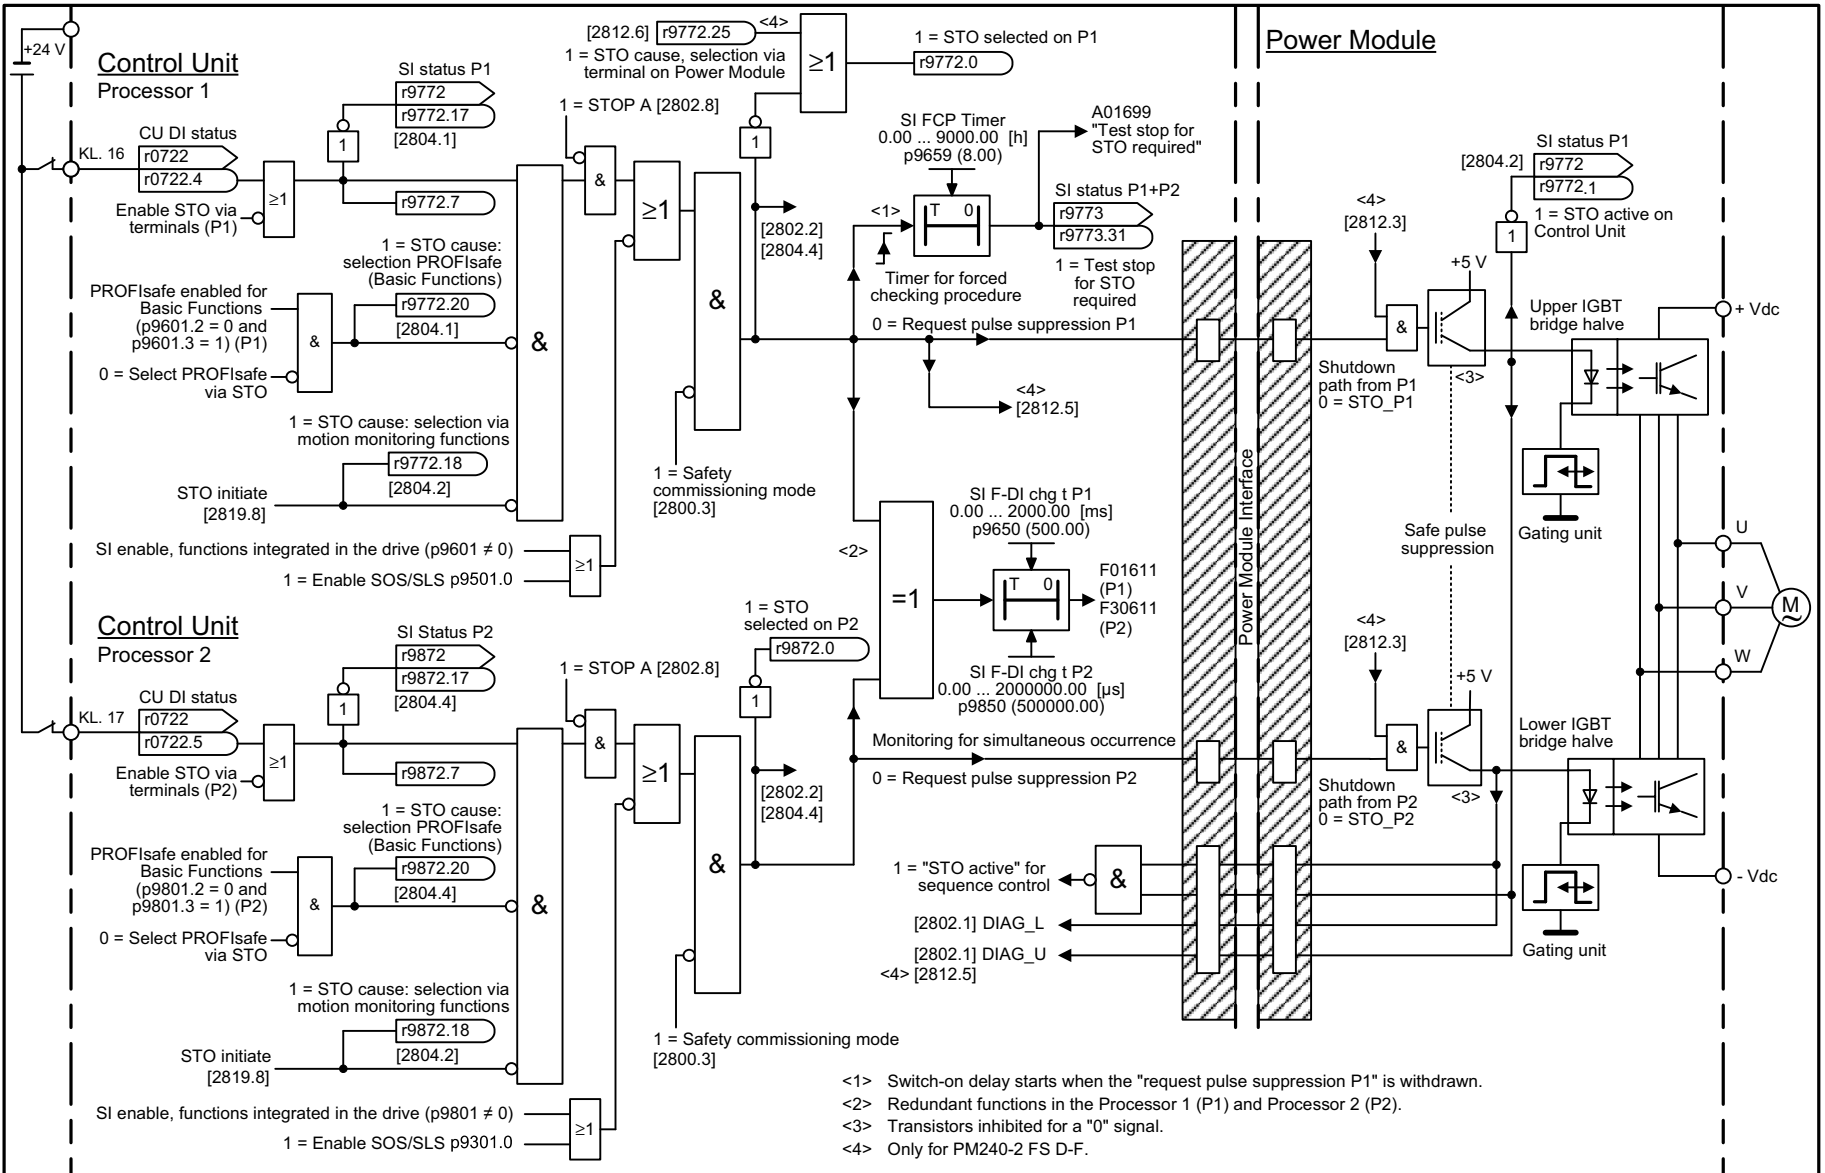 +24 V
Control Unit
Processor 1
SI status P1
r9772
r9772.17
[2804.1]
KL. 16
CU DI status
r0722
r0722.4
1
≥1
Enable STO via
terminals (P1)
r9772.7
1 = STO cause:
selection PROFIsafe
(Basic Functions)
r9772.20
[2804.1]
PROFIsafe enabled for
Basic Functions
(p9601.2 = 0 and
p9601.3 = 1) (P1)
&
0 = Select PROFIsafe
via STO
1 = STO cause: selection via
motion monitoring functions
r9772.18
[2804.2]
STO initiate
[2819.8]
&
SI enable, functions integrated in the drive (p9601 ≠ 0)
1 = Enable SOS/SLS p9501.0
≥1
[2812.6]
r9772.25
<4>
1 = STO cause, selection via
terminal on Power Module
≥1
1 = STO selected on P1
r9772.0
1 = STOP A [2802.8]
&
≥1
1
&
[2802.2]
[2804.4]
1 = Safety
commissioning mode
[2800.3]
SI FCP Timer
0.00 ... 9000.00 [h]
p9659 (8.00)
<1>
T 0
Timer for forced
checking procedure
A01699
"Test stop for
STO required"
SI status P1+P2
r9773
r9773.31
1 = Test stop
for STO
required
0 = Request pulse suppression P1
<4>
[2812.5]
<2>
=1
SI F-DI chg t P1
0.00 ... 2000.00 [ms]
p9650 (500.00)
T 0
F01611
(P1)
F30611
(P2)
SI F-DI chg t P2
0.00 ... 2000000.00 [µs]
p9850 (500000.00)
Control Unit
Processor 2
SI Status P2
r9872
r9872.17
[2804.4]
KL. 17
CU DI status
r0722
r0722.5
1
≥1
Enable STO via
terminals (P2)
r9872.7
1 = STO cause:
selection PROFIsafe
(Basic Functions)
r9872.20
[2804.4]
PROFIsafe enabled for
Basic Functions
(p9801.2 = 0 and
p9801.3 = 1) (P2)
&
0 = Select PROFIsafe
via STO
1 = STO cause: selection via
motion monitoring functions
r9872.18
[2804.2]
STO initiate
[2819.8]
&
SI enable, functions integrated in the drive (p9801 ≠ 0)
1 = Enable SOS/SLS p9301.0
≥1
1 = STOP A [2802.8]
&
≥1
1 = STO
selected on P2
r9872.0
1
&
[2802.2]
[2804.4]
1 = Safety commissioning mode
[2800.3]
Monitoring for simultaneous occurrence
0 = Request pulse suppression P2
1 = "STO active" for
sequence control
&
[2802.1] DIAG_L
[2802.1] DIAG_U
<4> [2812.5]
Power Module Interface
Power Module
SI status P1
[2804.2]
r9772
r9772.1
1 = STO active on
Control Unit
1
<4>
[2812.3]
+5 V
&
<3>
Shutdown
path from P1
0 = STO_P1
Upper IGBT
bridge halve
+ Vdc
Gating unit
Safe pulse
suppression
U
V
W
M
~
<4>
[2812.3]
+5 V
&
<3>
Shutdown
path from P2
0 = STO_P2
Lower IGBT
bridge halve
- Vdc
Gating unit
<1> Switch-on delay starts when the "request pulse suppression P1" is withdrawn.
<2> Redundant functions in the Processor 1 (P1) and Processor 2 (P2).
<3> Transistors inhibited for a "0" signal.
<4> Only for PM240-2 FS D-F.